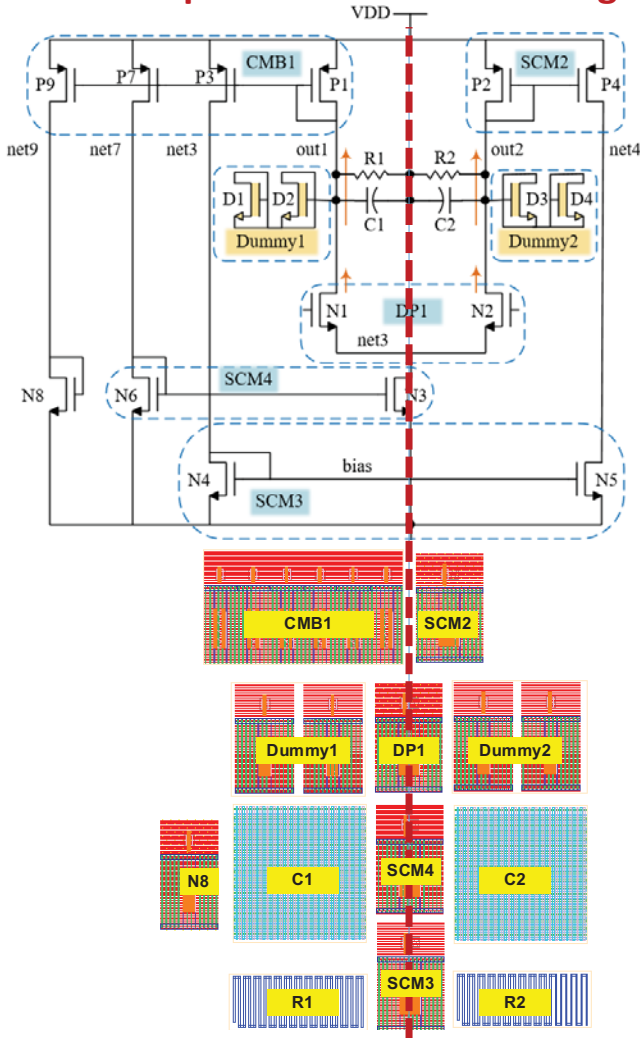 VDD
P9 P7 P3 CMB1 P1 P2 SCM2 P4
net9 net7 net3 out1 R1 R2 out2 net4
D1 D2 C1 C2 D3 D4
Dummy1 Dummy2
N1 DP1 N2
net3
N8 N6 SCM4 N3
N4 bias N5
SCM3
CMB1 SCM2
Dummy1 DP1 Dummy2
N8 C1 SCM4 C2
SCM3
R1 R2